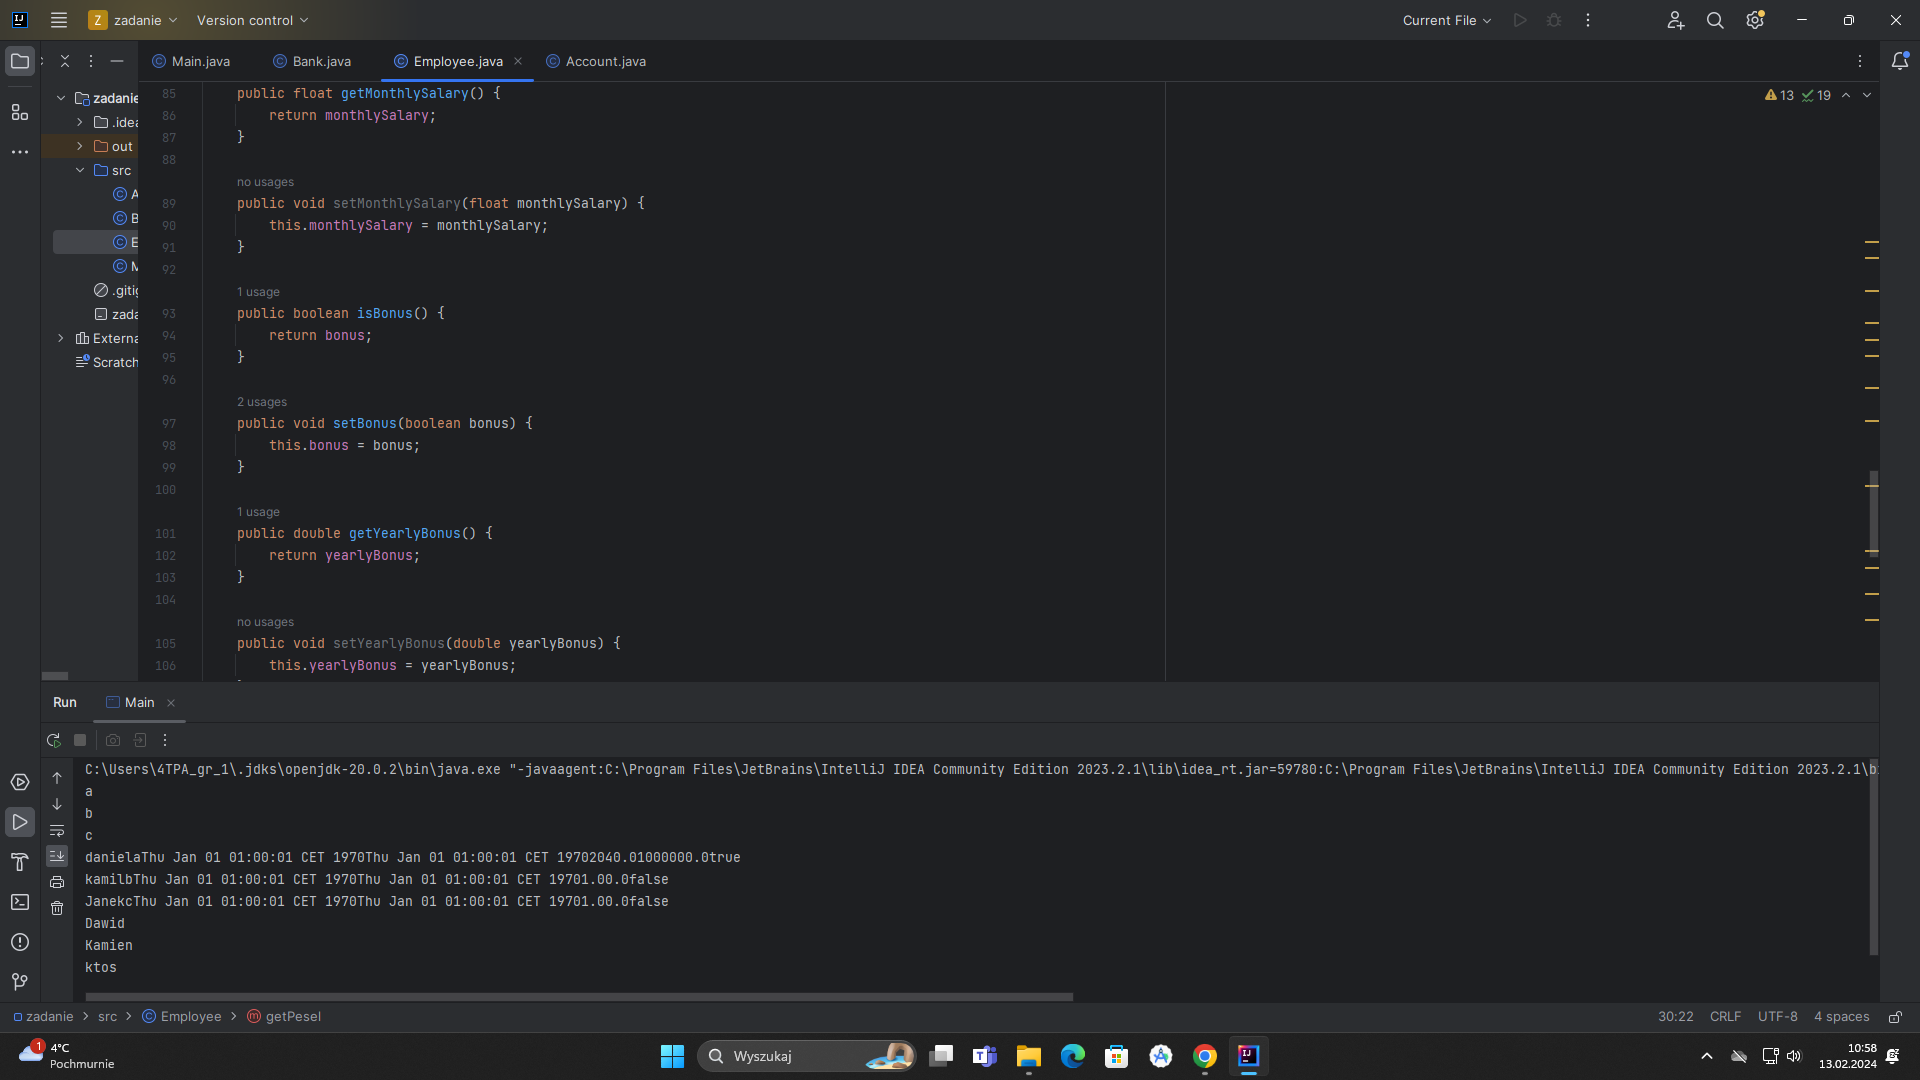 Z zadanie Version control Current File
Main.java Bank.java Employee.java Account.java
zadanie
.idea
out
src
A
B
E
M
.gitig
zada
Externa
Scratch
13 19
85 public float getMonthlySalary() {
86 return monthlySalary;
87 }
88
no usages
89 public void setMonthlySalary(float monthlySalary) {
90 this.monthlySalary = monthlySalary;
91 }
92
1 usage
93 public boolean isBonus() {
94 return bonus;
95 }
96
2 usages
97 public void setBonus(boolean bonus) {
98 this.bonus = bonus;
99 }
100
1 usage
101 public double getYearlyBonus() {
102 return yearlyBonus;
103 }
104
no usages
105 public void setYearlyBonus(double yearlyBonus) {
106 this.yearlyBonus = yearlyBonus;
Run Main
C:\Users\4TPA_gr_1\.jdks\openjdk-20.0.2\bin\java.exe "-javaagent:C:\Program Files\JetBrains\IntelliJ IDEA Community Edition 2023.2.1\lib\idea_rt.jar=59780:C:\Program Files\JetBrains\IntelliJ IDEA Community Edition 2023.2.1\bi
a
b
c
danielaThu Jan 01 01:00:01 CET 1970Thu Jan 01 01:00:01 CET 19702040.01000000.0true
kamilbThu Jan 01 01:00:01 CET 1970Thu Jan 01 01:00:01 CET 19701.00.0false
JanekcThu Jan 01 01:00:01 CET 1970Thu Jan 01 01:00:01 CET 19701.00.0false
Dawid
Kamien
ktos
zadanie > src > Employee > getPesel 30:22 CRLF UTF-8 4 spaces
1 4°C
Pochmurnie
Wyszukaj
10:58
13.02.2024